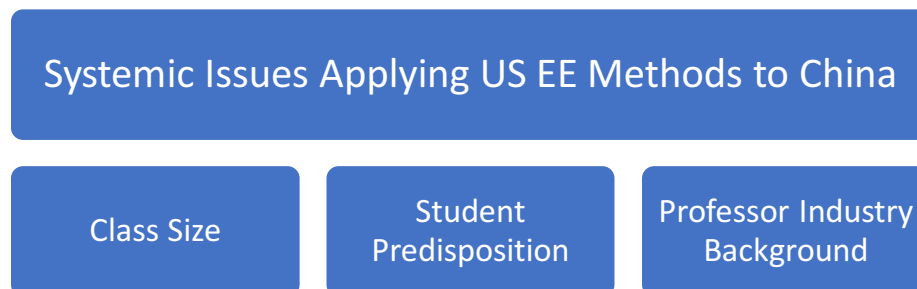 Systemic Issues Applying US EE Methods to China
Class Size
Student
Predisposition
Professor Industry
Background